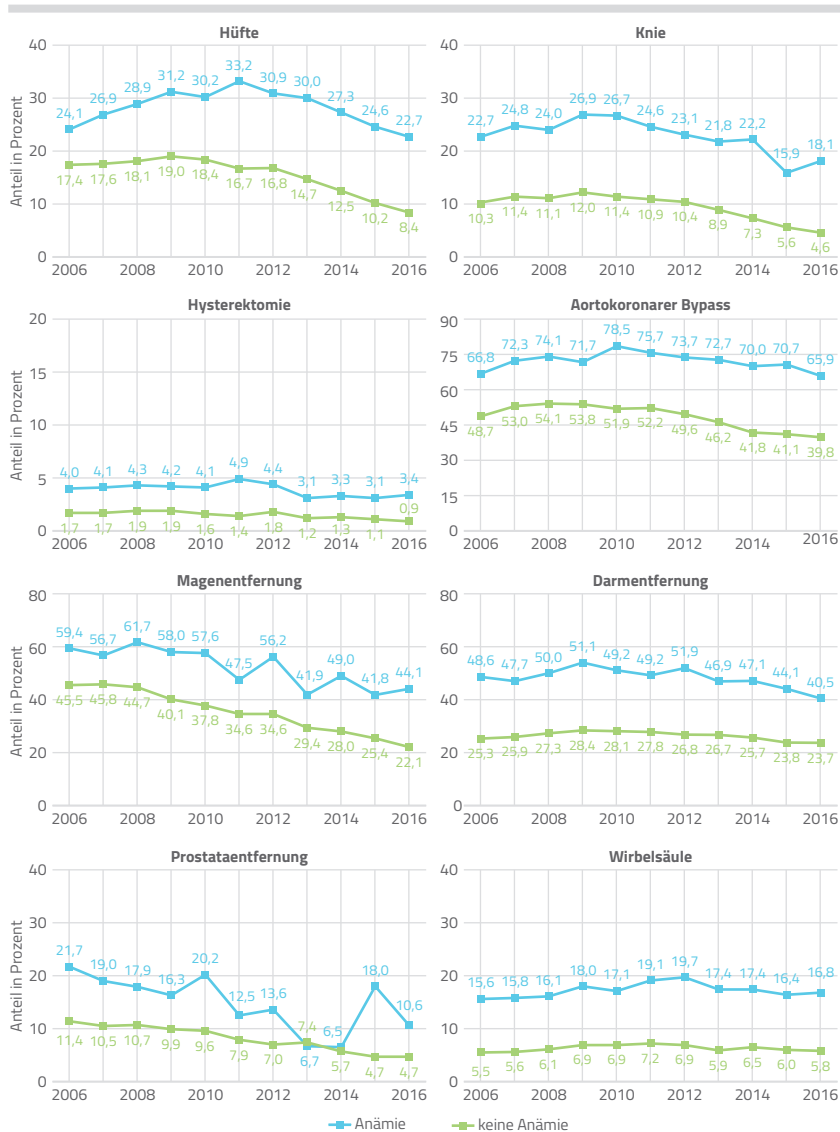 Hüfte
Anteil in Prozent
40
30
20
10
0
24,1 26,9 28,9 31,2 30,2 33,2 30,9 30,0 27,3 24,6 22,7
17,4 17,6 18,1 19,0 18,4 16,7 16,8 14,7 12,5 10,2 8,4
2006 2008 2010 2012 2014 2016
Knie
40
30
20
10
0
22,7 24,8 24,0 26,9 26,7 24,6 23,1 21,8 22,2 15,9 18,1
10,3 11,4 11,1 12,0 11,4 10,9 10,4 8,9 7,3 5,6 4,6
2006 2008 2010 2012 2014 2016
Hysterektomie
Anteil in Prozent
20
15
10
5
0
4,0 4,1 4,3 4,2 4,1 4,9 4,4 3,1 3,3 3,1 3,4
1,7 1,7 1,9 1,9 1,6 1,4 1,8 1,2 1,3 1,1 0,9
2006 2008 2010 2012 2014 2016
Aortokoronarer Bypass
90
75
60
45
30
15
0
66,8 72,3 74,1 71,7 78,5 75,7 73,7 72,7 70,0 70,7 65,9
48,7 53,0 54,1 53,8 51,9 52,2 49,6 46,2 41,8 41,1 39,8
2006 2008 2010 2012 2014 2016
Magenentfernung
Anteil in Prozent
80
60
40
20
0
59,4 56,7 61,7 58,0 57,6 47,5 56,2 41,9 49,0 41,8 44,1
45,5 45,8 44,7 40,1 37,8 34,6 34,6 29,4 28,0 25,4 22,1
2006 2008 2010 2012 2014 2016
Darmentfernung
80
60
40
20
0
48,6 47,7 50,0 51,1 49,2 49,2 51,9 46,9 47,1 44,1 40,5
25,3 25,9 27,3 28,4 28,1 27,8 26,8 26,7 25,7 23,8 23,7
2006 2008 2010 2012 2014 2016
Prostataentfernung
Anteil in Prozent
40
30
20
10
0
21,7 19,0 17,9 16,3 20,2 12,5 13,6 6,7 6,5 18,0 10,6
11,4 10,5 10,7 9,9 9,6 7,9 7,0 7,4 5,7 4,7 4,7
2006 2008 2010 2012 2014 2016
Wirbelsäule
40
30
20
10
0
15,6 15,8 16,1 18,0 17,1 19,1 19,7 17,4 17,4 16,4 16,8
5,5 5,6 6,1 6,9 6,9 7,2 6,9 5,9 6,5 6,0 5,8
2006 2008 2010 2012 2014 2016
Anämie keine Anämie